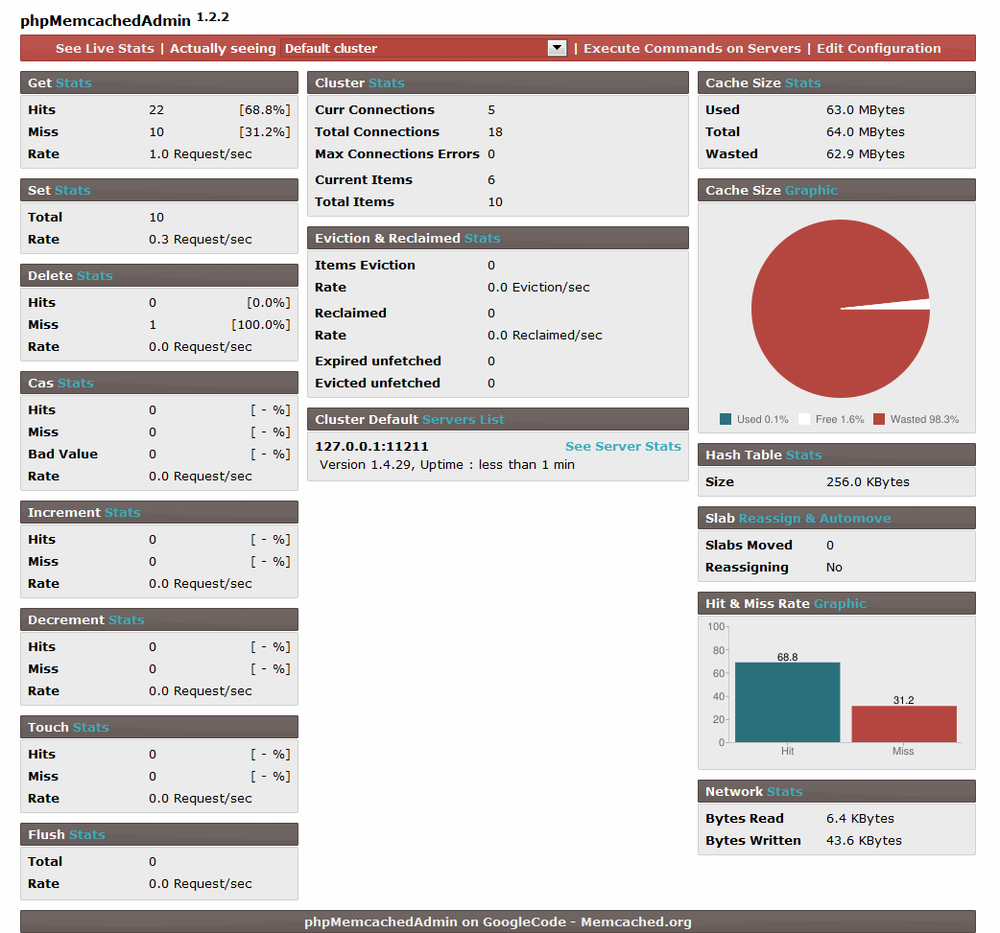 phpMemcachedAdmin 1.2.2
See Live Stats | Actually seeing Default cluster | Execute Commands on Servers | Edit Configuration
Get Stats
Hits 22 [68.8%]
Miss 10 [31.2%]
Rate 1.0 Request/sec
Set Stats
Total 10
Rate 0.3 Request/sec
Delete Stats
Hits 0 [0.0%]
Miss 1 [100.0%]
Rate 0.0 Request/sec
Cas Stats
Hits 0 [ - %]
Miss 0 [ - %]
Bad Value 0 [ - %]
Rate 0.0 Request/sec
Increment Stats
Hits 0 [ - %]
Miss 0 [ - %]
Rate 0.0 Request/sec
Decrement Stats
Hits 0 [ - %]
Miss 0 [ - %]
Rate 0.0 Request/sec
Touch Stats
Hits 0 [ - %]
Miss 0 [ - %]
Rate 0.0 Request/sec
Flush Stats
Total 0
Rate 0.0 Request/sec
Cluster Stats
Curr Connections 5
Total Connections 18
Max Connections Errors 0
Current Items 6
Total Items 10
Eviction & Reclaimed Stats
Items Eviction 0
Rate 0.0 Eviction/sec
Reclaimed 0
Rate 0.0 Reclaimed/sec
Expired unfetched 0
Evicted unfetched 0
Cluster Default Servers List
127.0.0.1:11211 See Server Stats
Version 1.4.29, Uptime : less than 1 min
Cache Size Stats
Used 63.0 MBytes
Total 64.0 MBytes
Wasted 62.9 MBytes
Cache Size Graphic
Used 0.1% Free 1.6% Wasted 98.3%
Hash Table Stats
Size 256.0 KBytes
Slab Reassign & Automove
Slabs Moved 0
Reassigning No
Hit & Miss Rate Graphic
100
80
68.8
60
40
31.2
20
0
Hit Miss
Network Stats
Bytes Read 6.4 KBytes
Bytes Written 43.6 KBytes
phpMemcachedAdmin on GoogleCode - Memcached.org